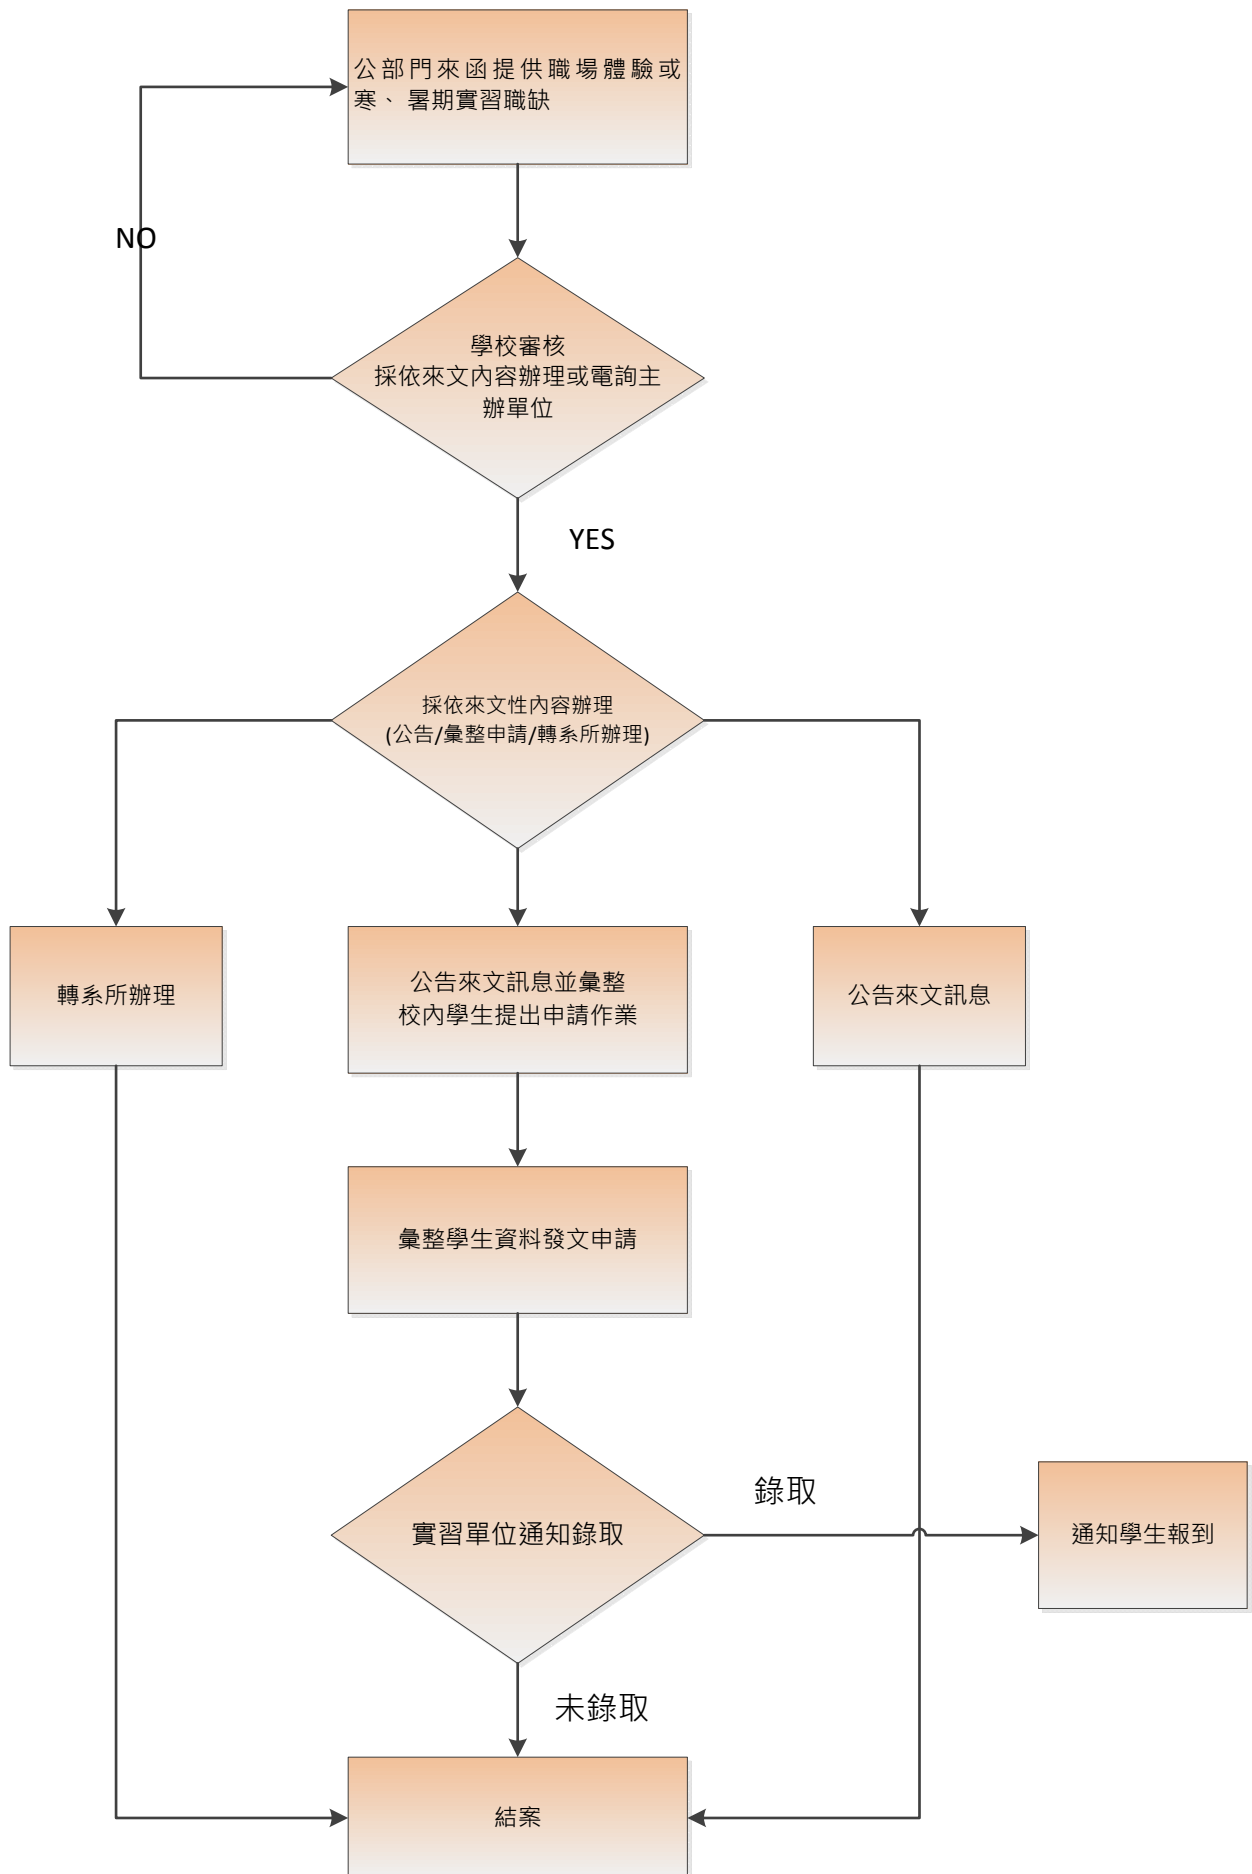 公部門來函提供職場體驗或
寒、暑期實習職缺
NO
學校審核
採依來文內容辦理或電詢主
辦單位
YES
採依來文性內容辦理
(公告/彙整申請/轉系所辦理)
轉系所辦理
公告來文訊息並彙整
校內學生提出申請作業
公告來文訊息
彙整學生資料發文申請
錄取
實習單位通知錄取
通知學生報到
未錄取
結案